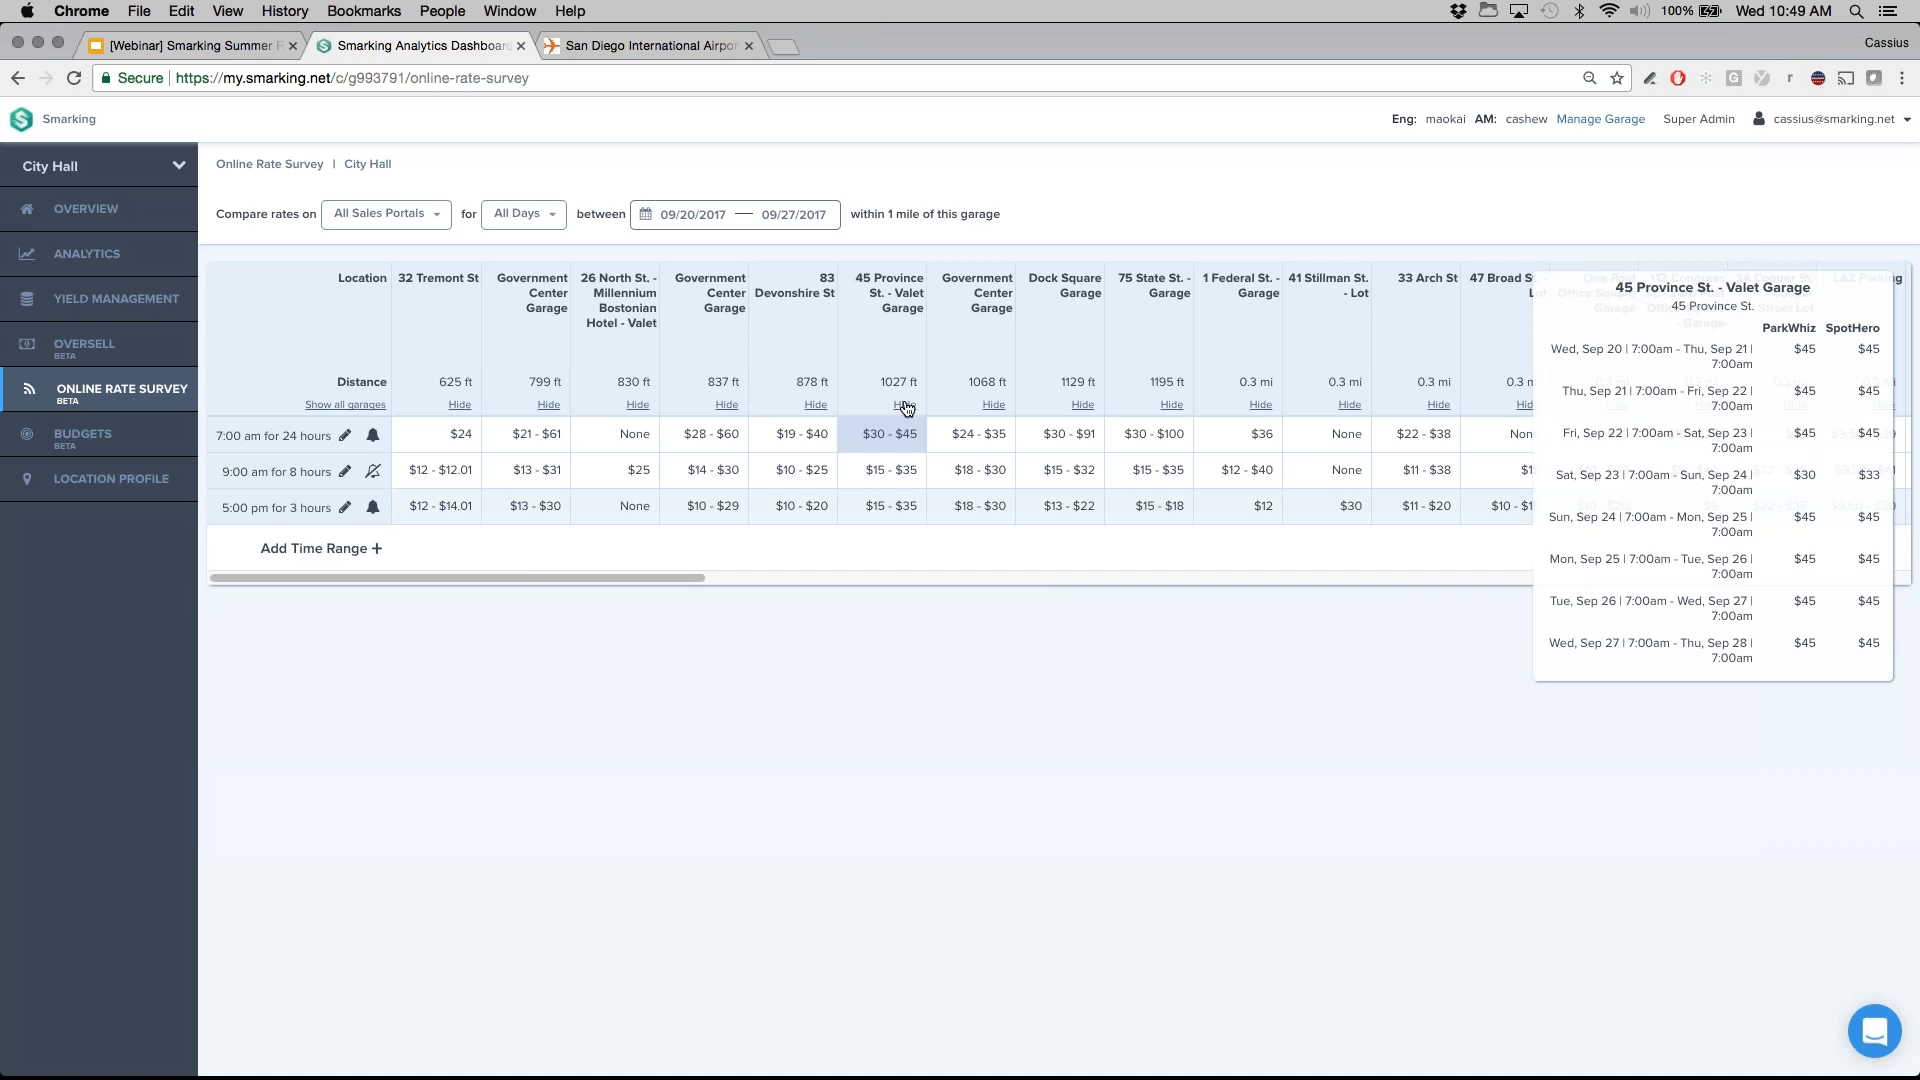 Chrome File Edit View History Bookmarks People Window Help 100% Wed 10:49 AM
[Webinar] Smarking Summer Smarking Analytics Dashboard San Diego International Airpor Cassius
Secure https://my.smarking.net/c/g993791/online-rate-survey
Smarking Eng: maokai AM: cashew Manage Garage Super Admin cassius@smarking.net
City Hall
OVERVIEW
ANALYTICS
YIELD MANAGEMENT
OVERSELL
BETA
ONLINE RATE SURVEY
BETA
BUDGETS
BETA
LOCATION PROFILE
Online Rate Survey | City Hall
Compare rates on All Sales Portals for All Days between 09/20/2017 — 09/27/2017 within 1 mile of this garage
Location 32 Tremont St Government 26 North St. - Government 83 45 Province Government Dock Square 75 State St. - 1 Federal St. - 41 Stillman St. 33 Arch St 47 Broad S
Center Millennium Center Devonshire St St. - Valet Center Garage Garage Garage - Lot
Garage Bostonian Garage Garage Garage
Hotel - Valet
Distance 625 ft 799 ft 830 ft 837 ft 878 ft 1027 ft 1068 ft 1129 ft 1195 ft 0.3 mi 0.3 mi 0.3 mi 0.3 m
Show all garages Hide Hide Hide Hide Hide Hide Hide Hide Hide Hide Hide Hide Hid
7:00 am for 24 hours $24 $21 - $61 None $28 - $60 $19 - $40 $30 - $45 $24 - $35 $30 - $91 $30 - $100 $36 None $22 - $38 Non
9:00 am for 8 hours $12 - $12.01 $13 - $31 $25 $14 - $30 $10 - $25 $15 - $35 $18 - $30 $15 - $32 $15 - $35 $12 - $40 None $11 - $38 $1
5:00 pm for 3 hours $12 - $14.01 $13 - $30 None $10 - $29 $10 - $20 $15 - $35 $18 - $30 $13 - $22 $15 - $18 $12 $30 $11 - $20 $10 - $1
Add Time Range +
45 Province St. - Valet Garage
45 Province St.
ParkWhiz SpotHero
Wed, Sep 20 | 7:00am - Thu, Sep 21 | $45 $45
7:00am
Thu, Sep 21 | 7:00am - Fri, Sep 22 | $45 $45
7:00am
Fri, Sep 22 | 7:00am - Sat, Sep 23 | $45 $45
7:00am
Sat, Sep 23 | 7:00am - Sun, Sep 24 | $30 $33
7:00am
Sun, Sep 24 | 7:00am - Mon, Sep 25 | $45 $45
7:00am
Mon, Sep 25 | 7:00am - Tue, Sep 26 | $45 $45
7:00am
Tue, Sep 26 | 7:00am - Wed, Sep 27 | $45 $45
7:00am
Wed, Sep 27 | 7:00am - Thu, Sep 28 | $45 $45
7:00am